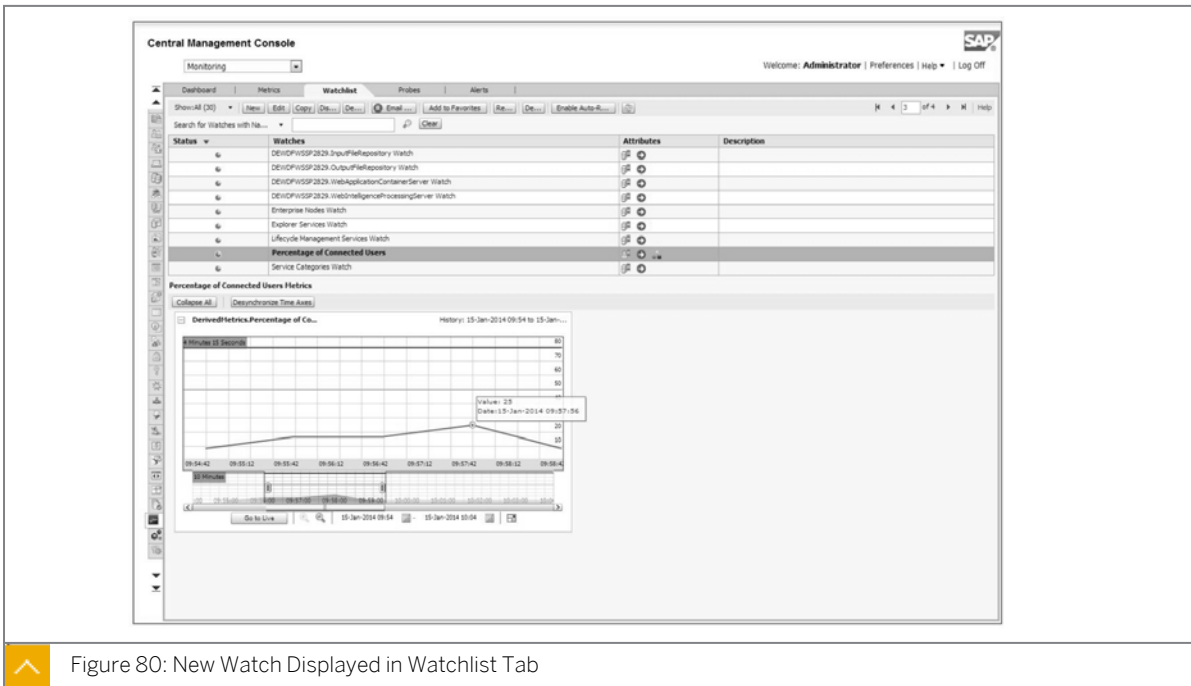 Central Management Console
SAP
Monitoring
Welcome: Administrator | Preferences | Help | Log Off
Dashboard | Metrics Watchlist Probes | Alerts |
Show:All (30) New Edit Copy Dis... De... Email ... Add to Favorites Re... De... Enable Auto-R... 3 of 4 Help
Search for Watches with Na... Clear
Status Watches Attributes Description
DEWDFWSSP2829.InputFileRepository Watch
DEWDFWSSP2829.OutputFileRepository Watch
DEWDFWSSP2829.WebApplicationContainerServer Watch
DEWDFWSSP2829.WebIntelligenceProcessingServer Watch
Enterprise Nodes Watch
Explorer Services Watch
Lifecycle Management Services Watch
Percentage of Connected Users
Service Categories Watch
Percentage of Connected Users Metrics
Collapse All Desynchronize Time Axes
DerivedMetrics.Percentage of Co... History: 15-Jan-2014 09:54 to 15-Jan-...
4 Minutes 15 Seconds 80
70
60
50
Value: 25
Date:15-Jan-2014 09:57:56
20
10
09:54:42 09:55:12 09:55:42 09:56:12 09:56:42 09:57:12 09:57:42 09:58:12 09:58:4
10 Minutes
Go to Live 15-Jan-2014 09:54 - 15-Jan-2014 10:04
Figure 80: New Watch Displayed in Watchlist Tab